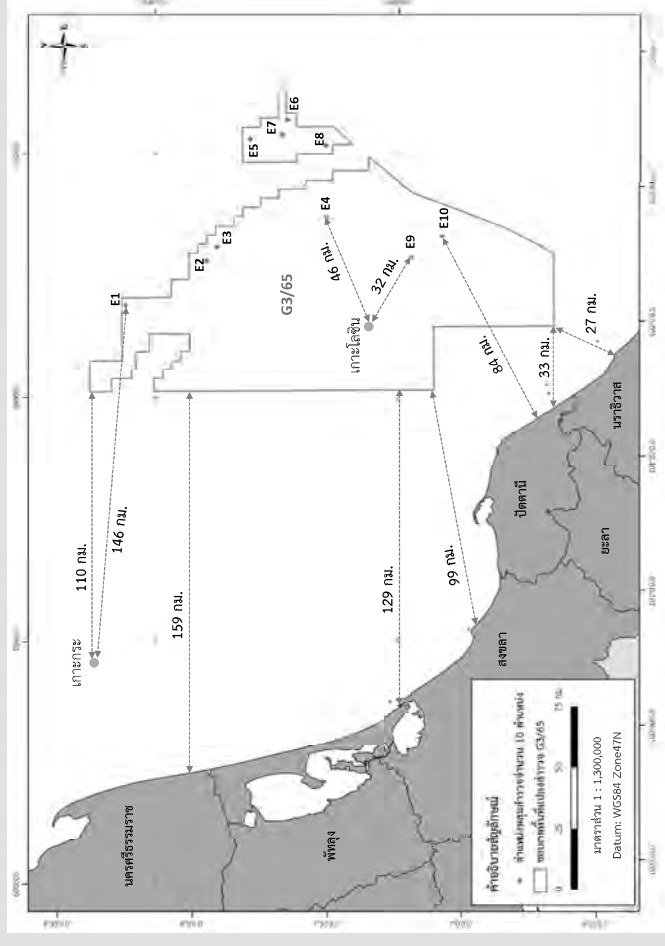 E1
E2
E3
E4
E5
E6
E7
E8
E9
E10
G3/65
เกาะกระ
เกาะโลซิน
110 กม.
146 กม.
159 กม.
129 กม.
99 กม.
46 กม.
32 กม.
84 กม.
33 กม.
27 กม.
นครศรีธรรมราช
พัทลุง
สงขลา
ปัตตานี
ยะลา
นราธิวาส
คำอธิบายสัญลักษณ์
ตำแหน่งหลุมสำรวจจำนวน 10 ตำแหน่ง
ขอบเขตพื้นที่แปลงสำรวจ G3/65
0 25 50 75 กม.
มาตราส่วน 1 : 1,300,000
Datum: WGS84 Zone47N